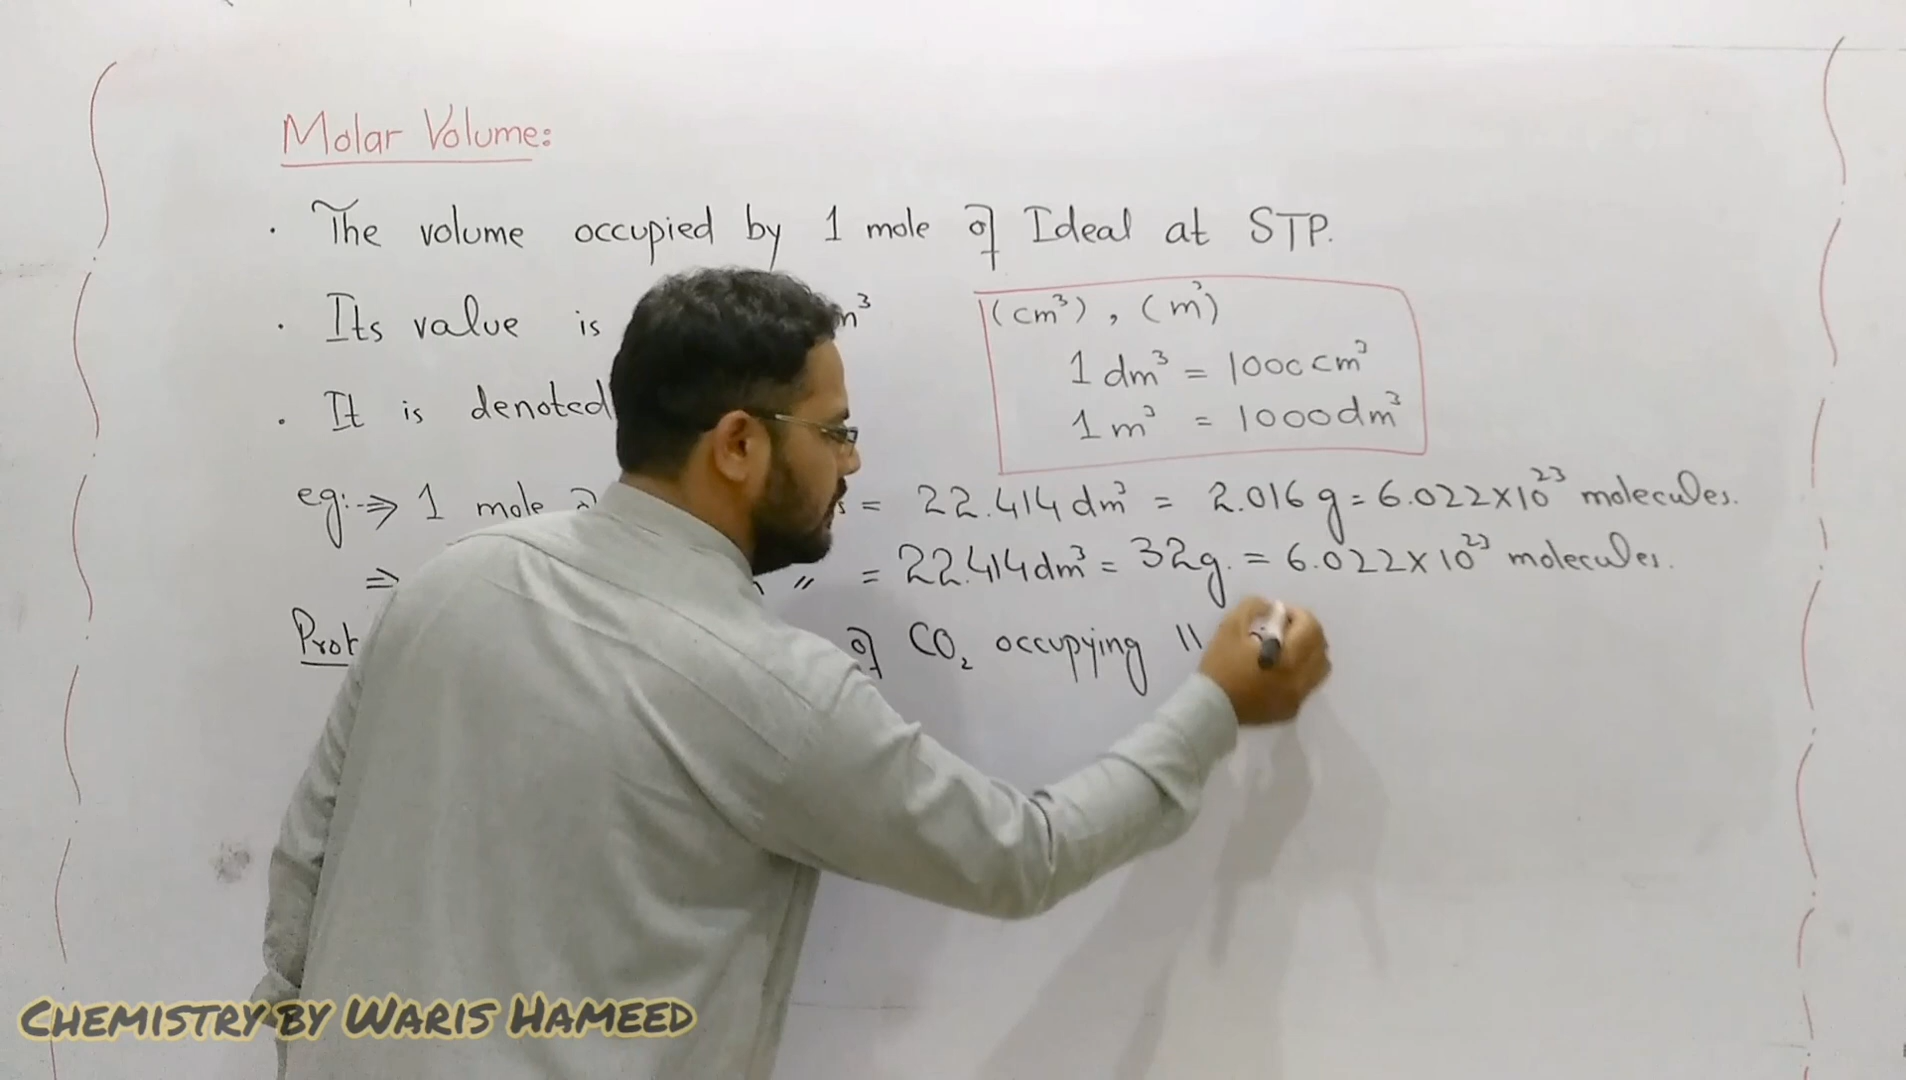 Molar Volume:
· The volume occupied by 1 mole of Ideal at STP.
· Its value is m³
(cm³), (m³)
1 dm³ = 1000 cm³
1 m³ = 1000 dm³
· It is denoted
eg:-⇒ 1 mole of = 22.414 dm³ = 2.016 g = 6.022×10²³ molecules.
⇒ " = 22.414 dm³ = 32g. = 6.022×10²³ molecules.
of CO₂ occupying 11
CHEMISTRY BY WARIS HAMEED